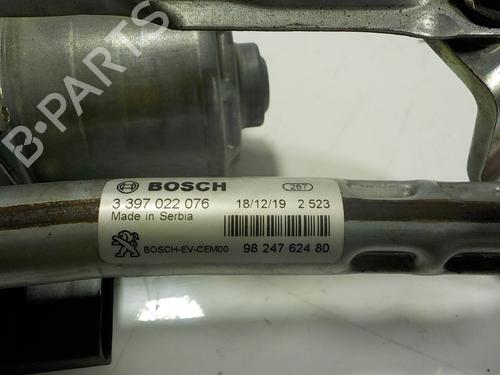 B-PARTS
BOSCH 287
3 397 022 076 18/12/19 2 523
Made in Serbia
BOSCH-EV-CEM00 98 247 624 80